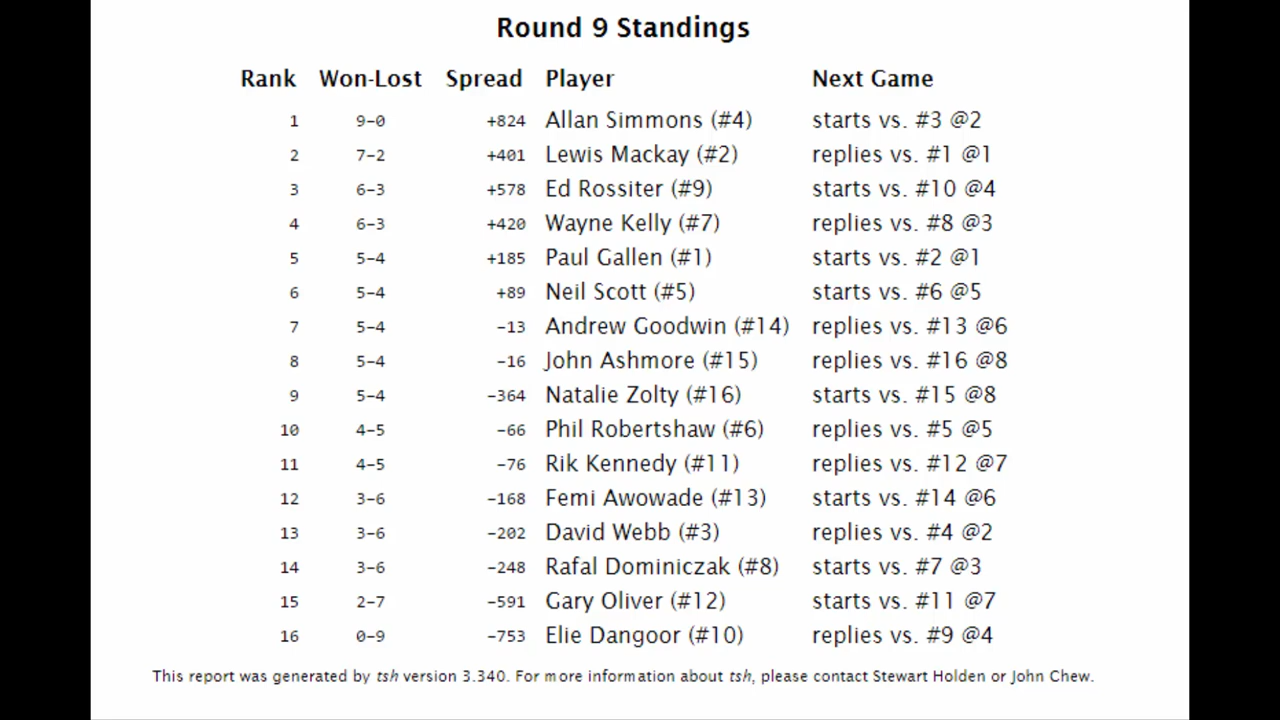 Round 9 Standings
Rank Won-Lost Spread Player Next Game
1 9-0 +824 Allan Simmons (#4) starts vs. #3 @2
2 7-2 +401 Lewis Mackay (#2) replies vs. #1 @1
3 6-3 +578 Ed Rossiter (#9) starts vs. #10 @4
4 6-3 +420 Wayne Kelly (#7) replies vs. #8 @3
5 5-4 +185 Paul Gallen (#1) starts vs. #2 @1
6 5-4 +89 Neil Scott (#5) starts vs. #6 @5
7 5-4 -13 Andrew Goodwin (#14) replies vs. #13 @6
8 5-4 -16 John Ashmore (#15) replies vs. #16 @8
9 5-4 -364 Natalie Zolty (#16) starts vs. #15 @8
10 4-5 -66 Phil Robertshaw (#6) replies vs. #5 @5
11 4-5 -76 Rik Kennedy (#11) replies vs. #12 @7
12 3-6 -168 Femi Awowade (#13) starts vs. #14 @6
13 3-6 -202 David Webb (#3) replies vs. #4 @2
14 3-6 -248 Rafal Dominiczak (#8) starts vs. #7 @3
15 2-7 -591 Gary Oliver (#12) starts vs. #11 @7
16 0-9 -753 Elie Dangoor (#10) replies vs. #9 @4
This report was generated by tsh version 3.340. For more information about tsh, please contact Stewart Holden or John Chew.